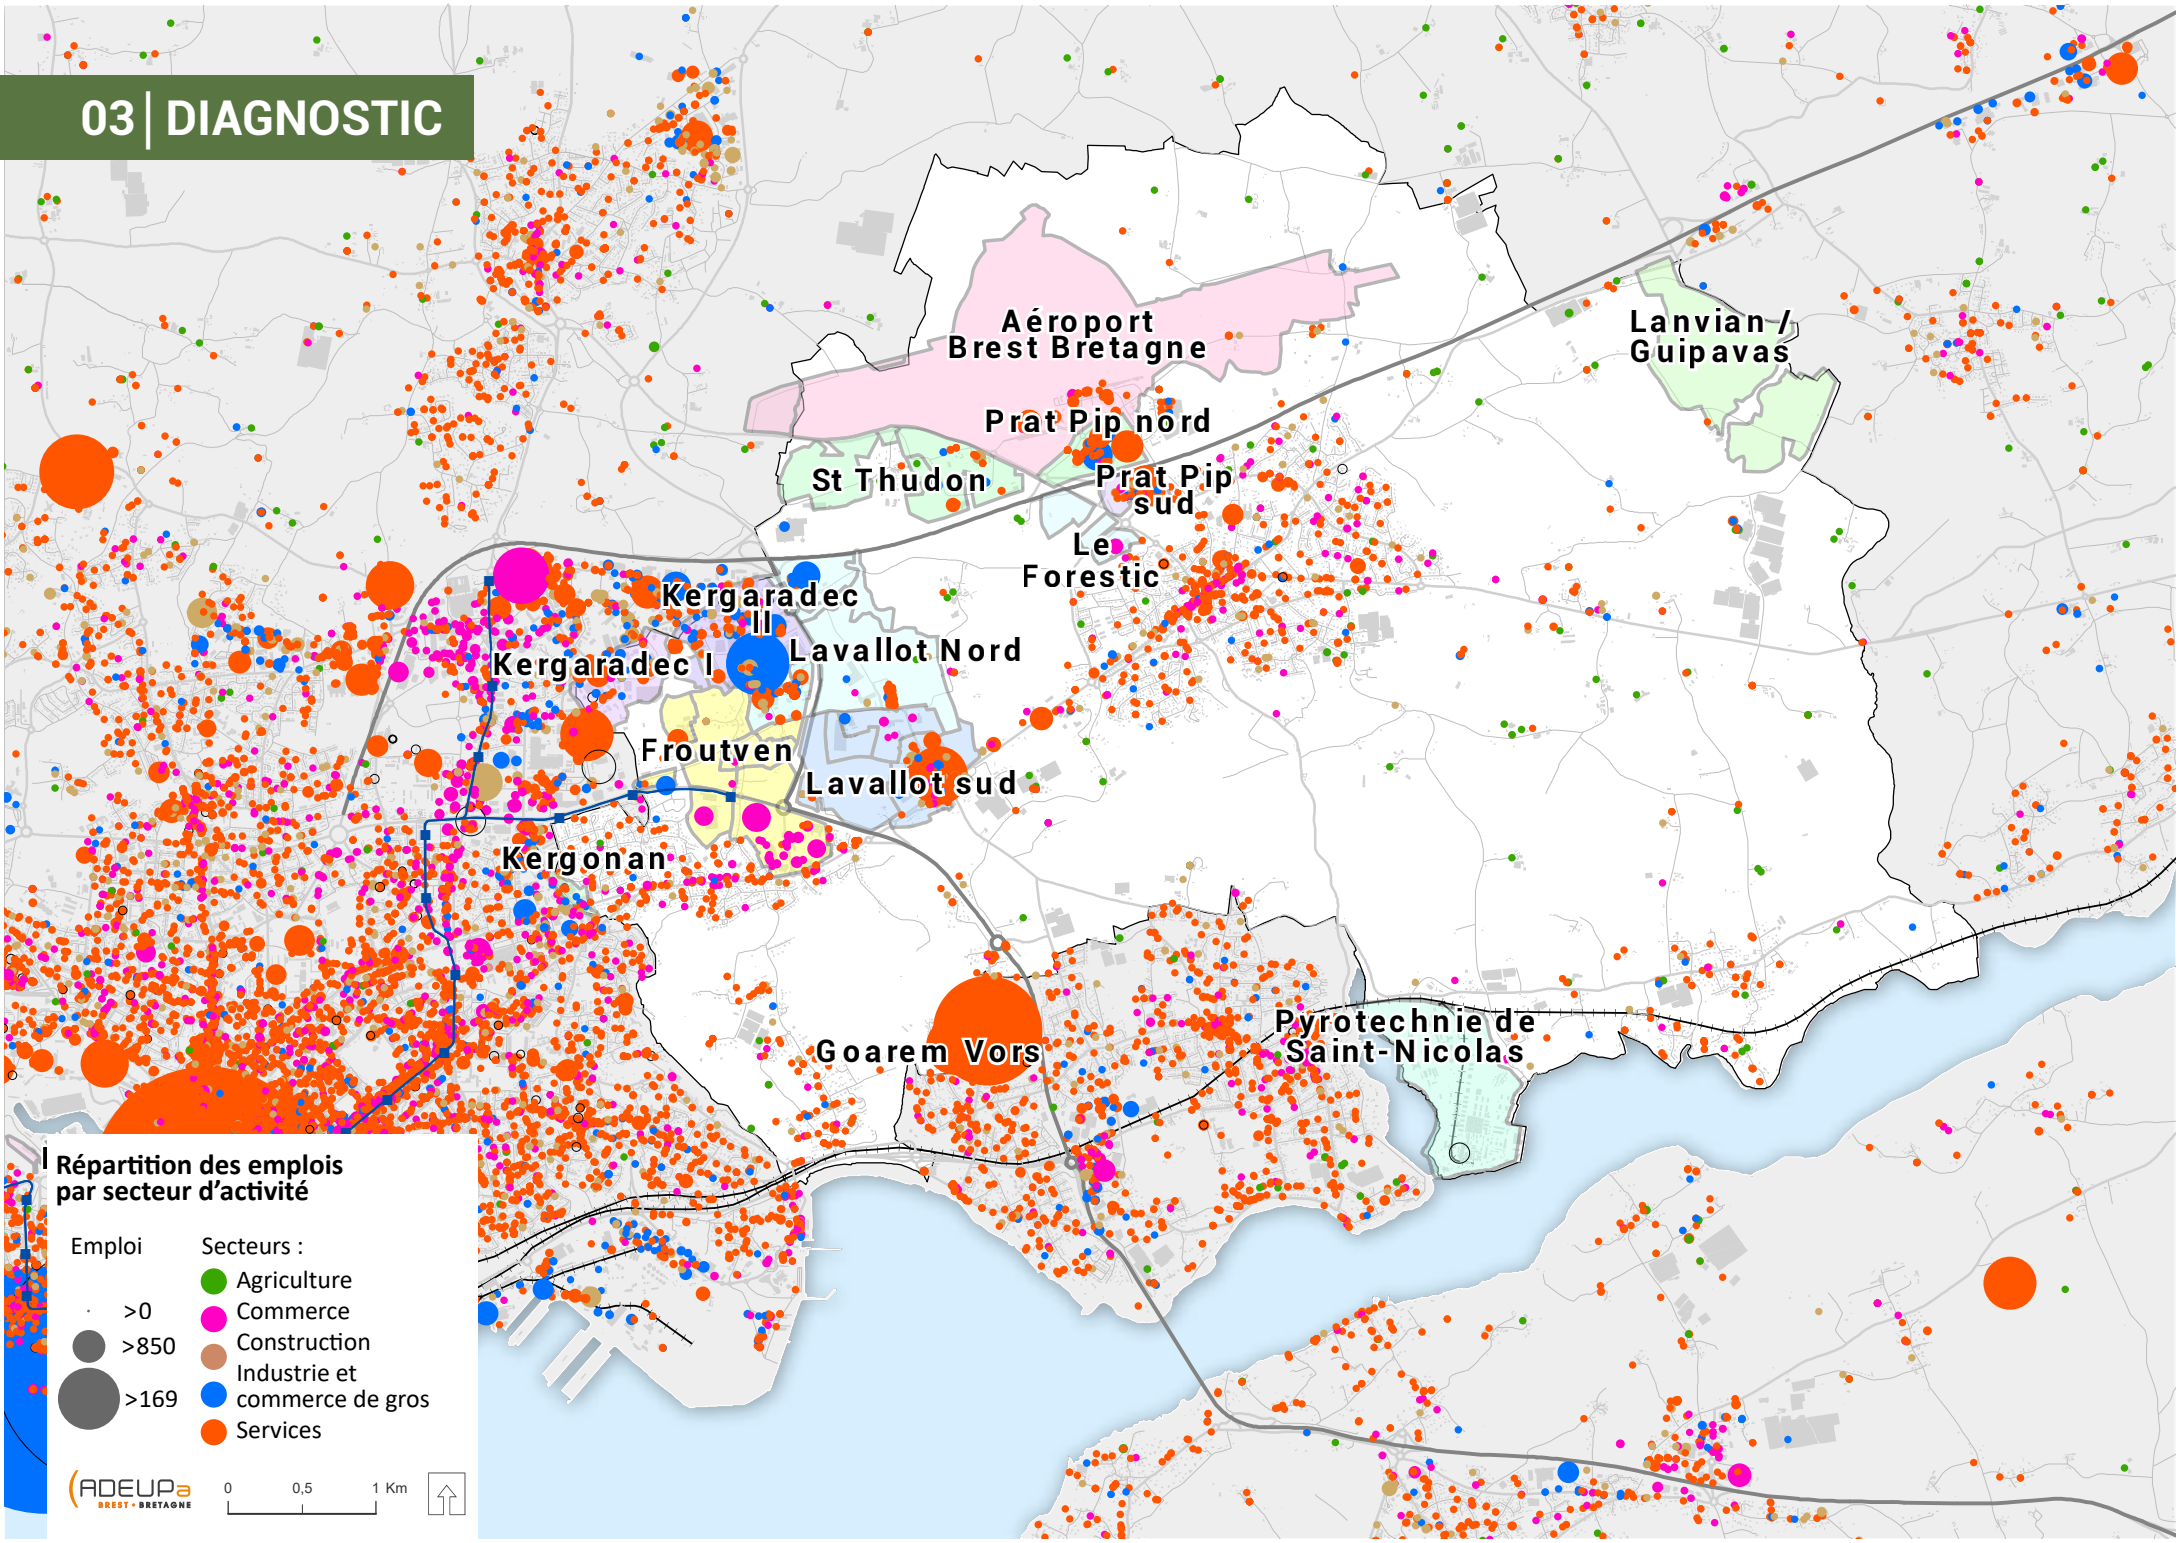 03 | DIAGNOSTIC
Aéroport
Brest Bretagne
Lanvian /
Guipavas
Prat Pip nord
St Thudon
Prat Pip
sud
Le
Forestic
Kergaradec
II
Kergaradec I
Lavallot Nord
Froutven
Lavallot sud
Kergonan
Goarem Vors
Pyrotechnie de
Saint-Nicolas
Répartition des emplois
par secteur d'activité
Emploi
>0
>850
>169
Secteurs :
Agriculture
Commerce
Construction
Industrie et
commerce de gros
Services
ADEUPa
BREST • BRETAGNE
0 0,5 1 Km